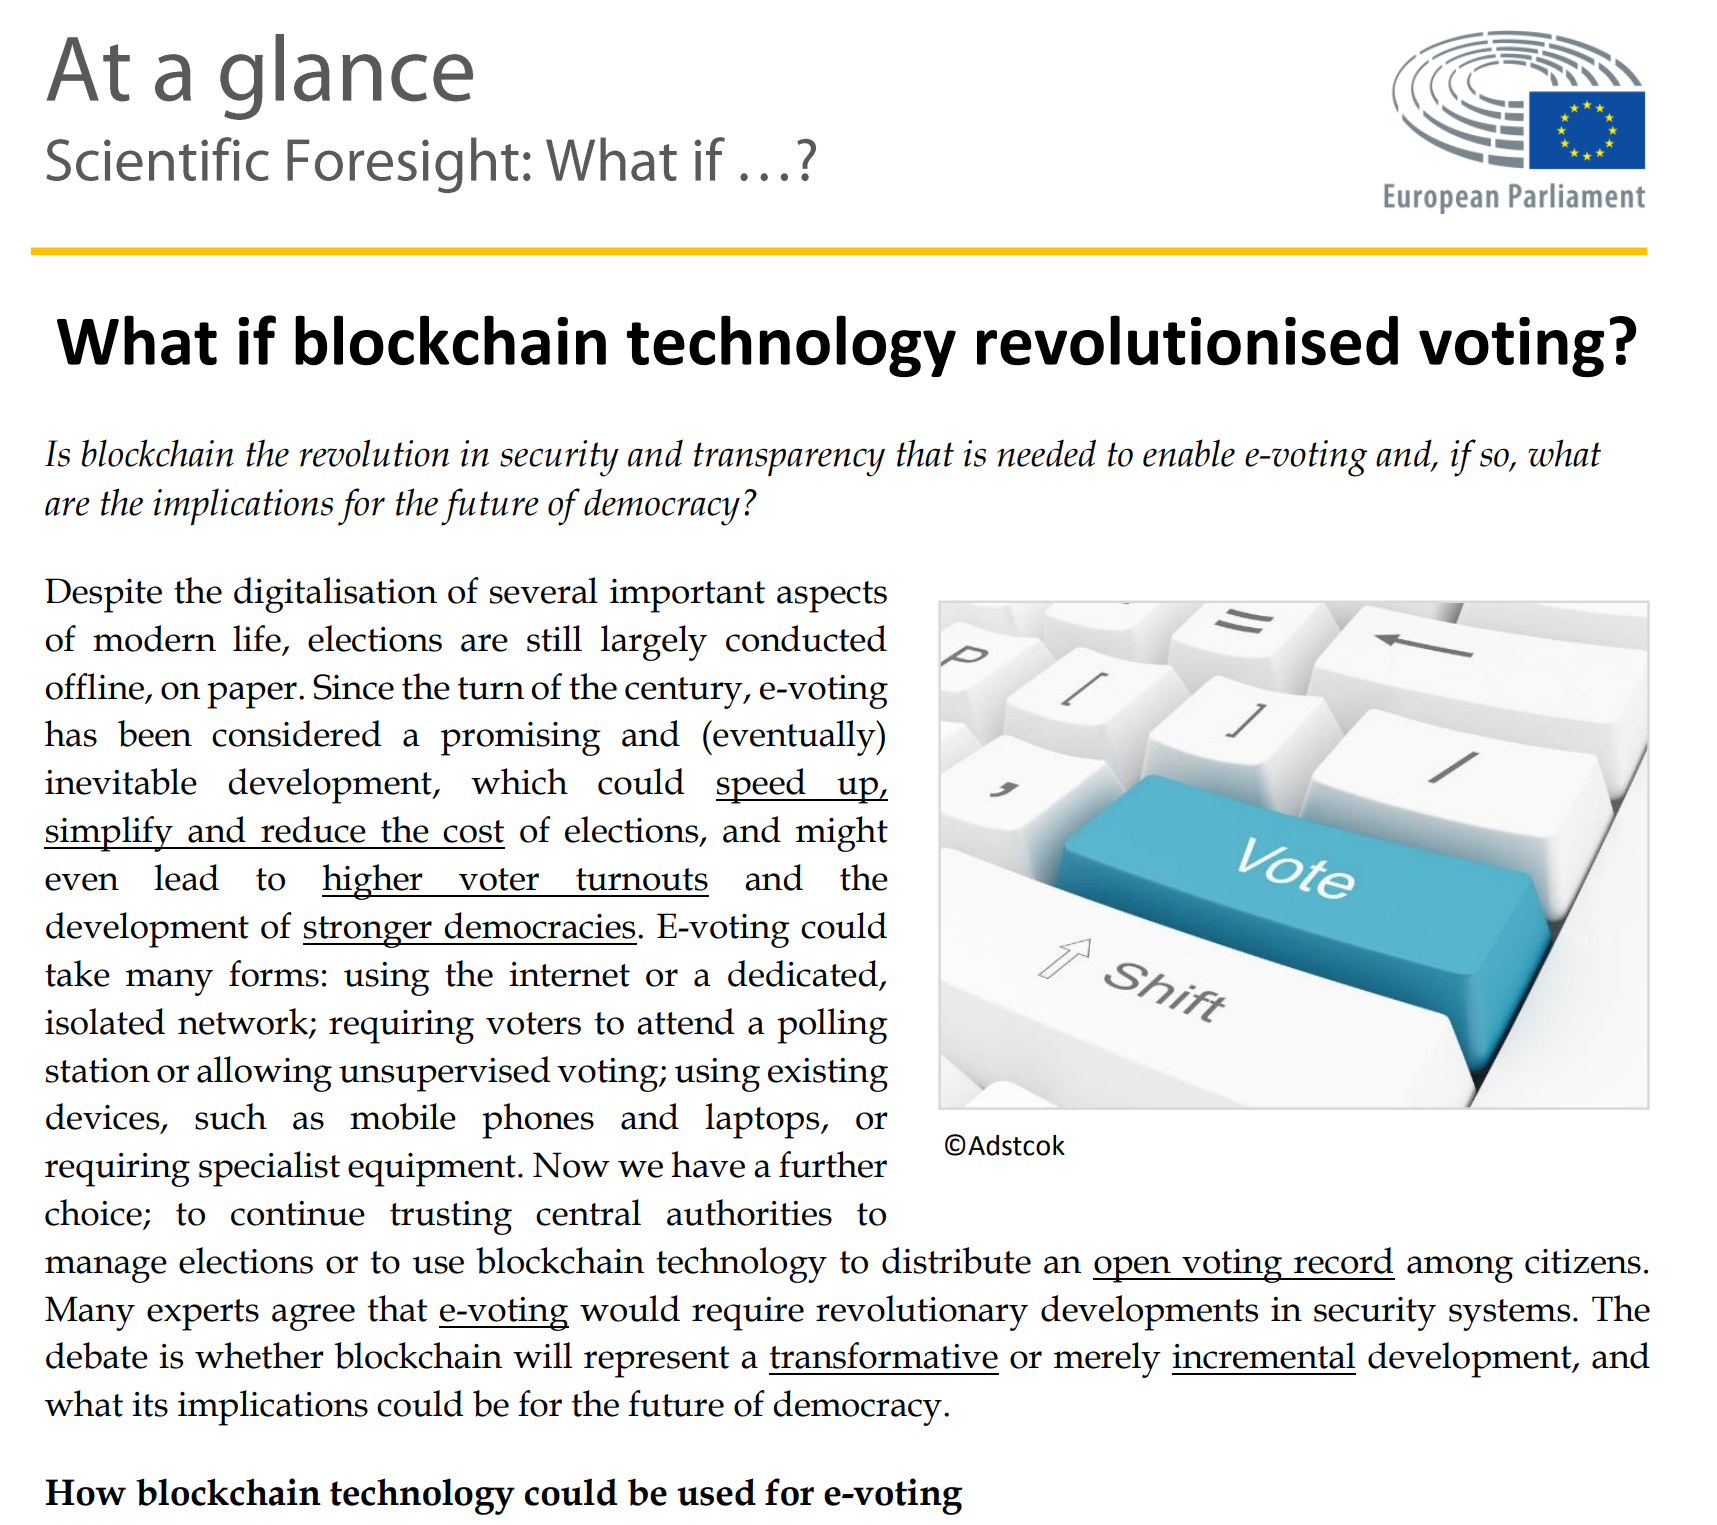 At a glance
Scientific Foresight: What if …?
European Parliament
What if blockchain technology revolutionised voting?
Is blockchain the revolution in security and transparency that is needed to enable e-voting and, if so, what
are the implications for the future of democracy?
Despite the digitalisation of several important aspects
of modern life, elections are still largely conducted
offline, on paper. Since the turn of the century, e-voting
has been considered a promising and (eventually)
inevitable development, which could speed up,
simplify and reduce the cost of elections, and might
even lead to higher voter turnouts and the
development of stronger democracies. E-voting could
take many forms: using the internet or a dedicated,
isolated network; requiring voters to attend a polling
station or allowing unsupervised voting; using existing
devices, such as mobile phones and laptops, or
requiring specialist equipment. Now we have a further
choice; to continue trusting central authorities to
manage elections or to use blockchain technology to distribute an open voting record among citizens.
Many experts agree that e-voting would require revolutionary developments in security systems. The
debate is whether blockchain will represent a transformative or merely incremental development, and
what its implications could be for the future of democracy.
=
←
P
[
]
/
,
Vote
⇧ Shift
©Adstcok
How blockchain technology could be used for e-voting